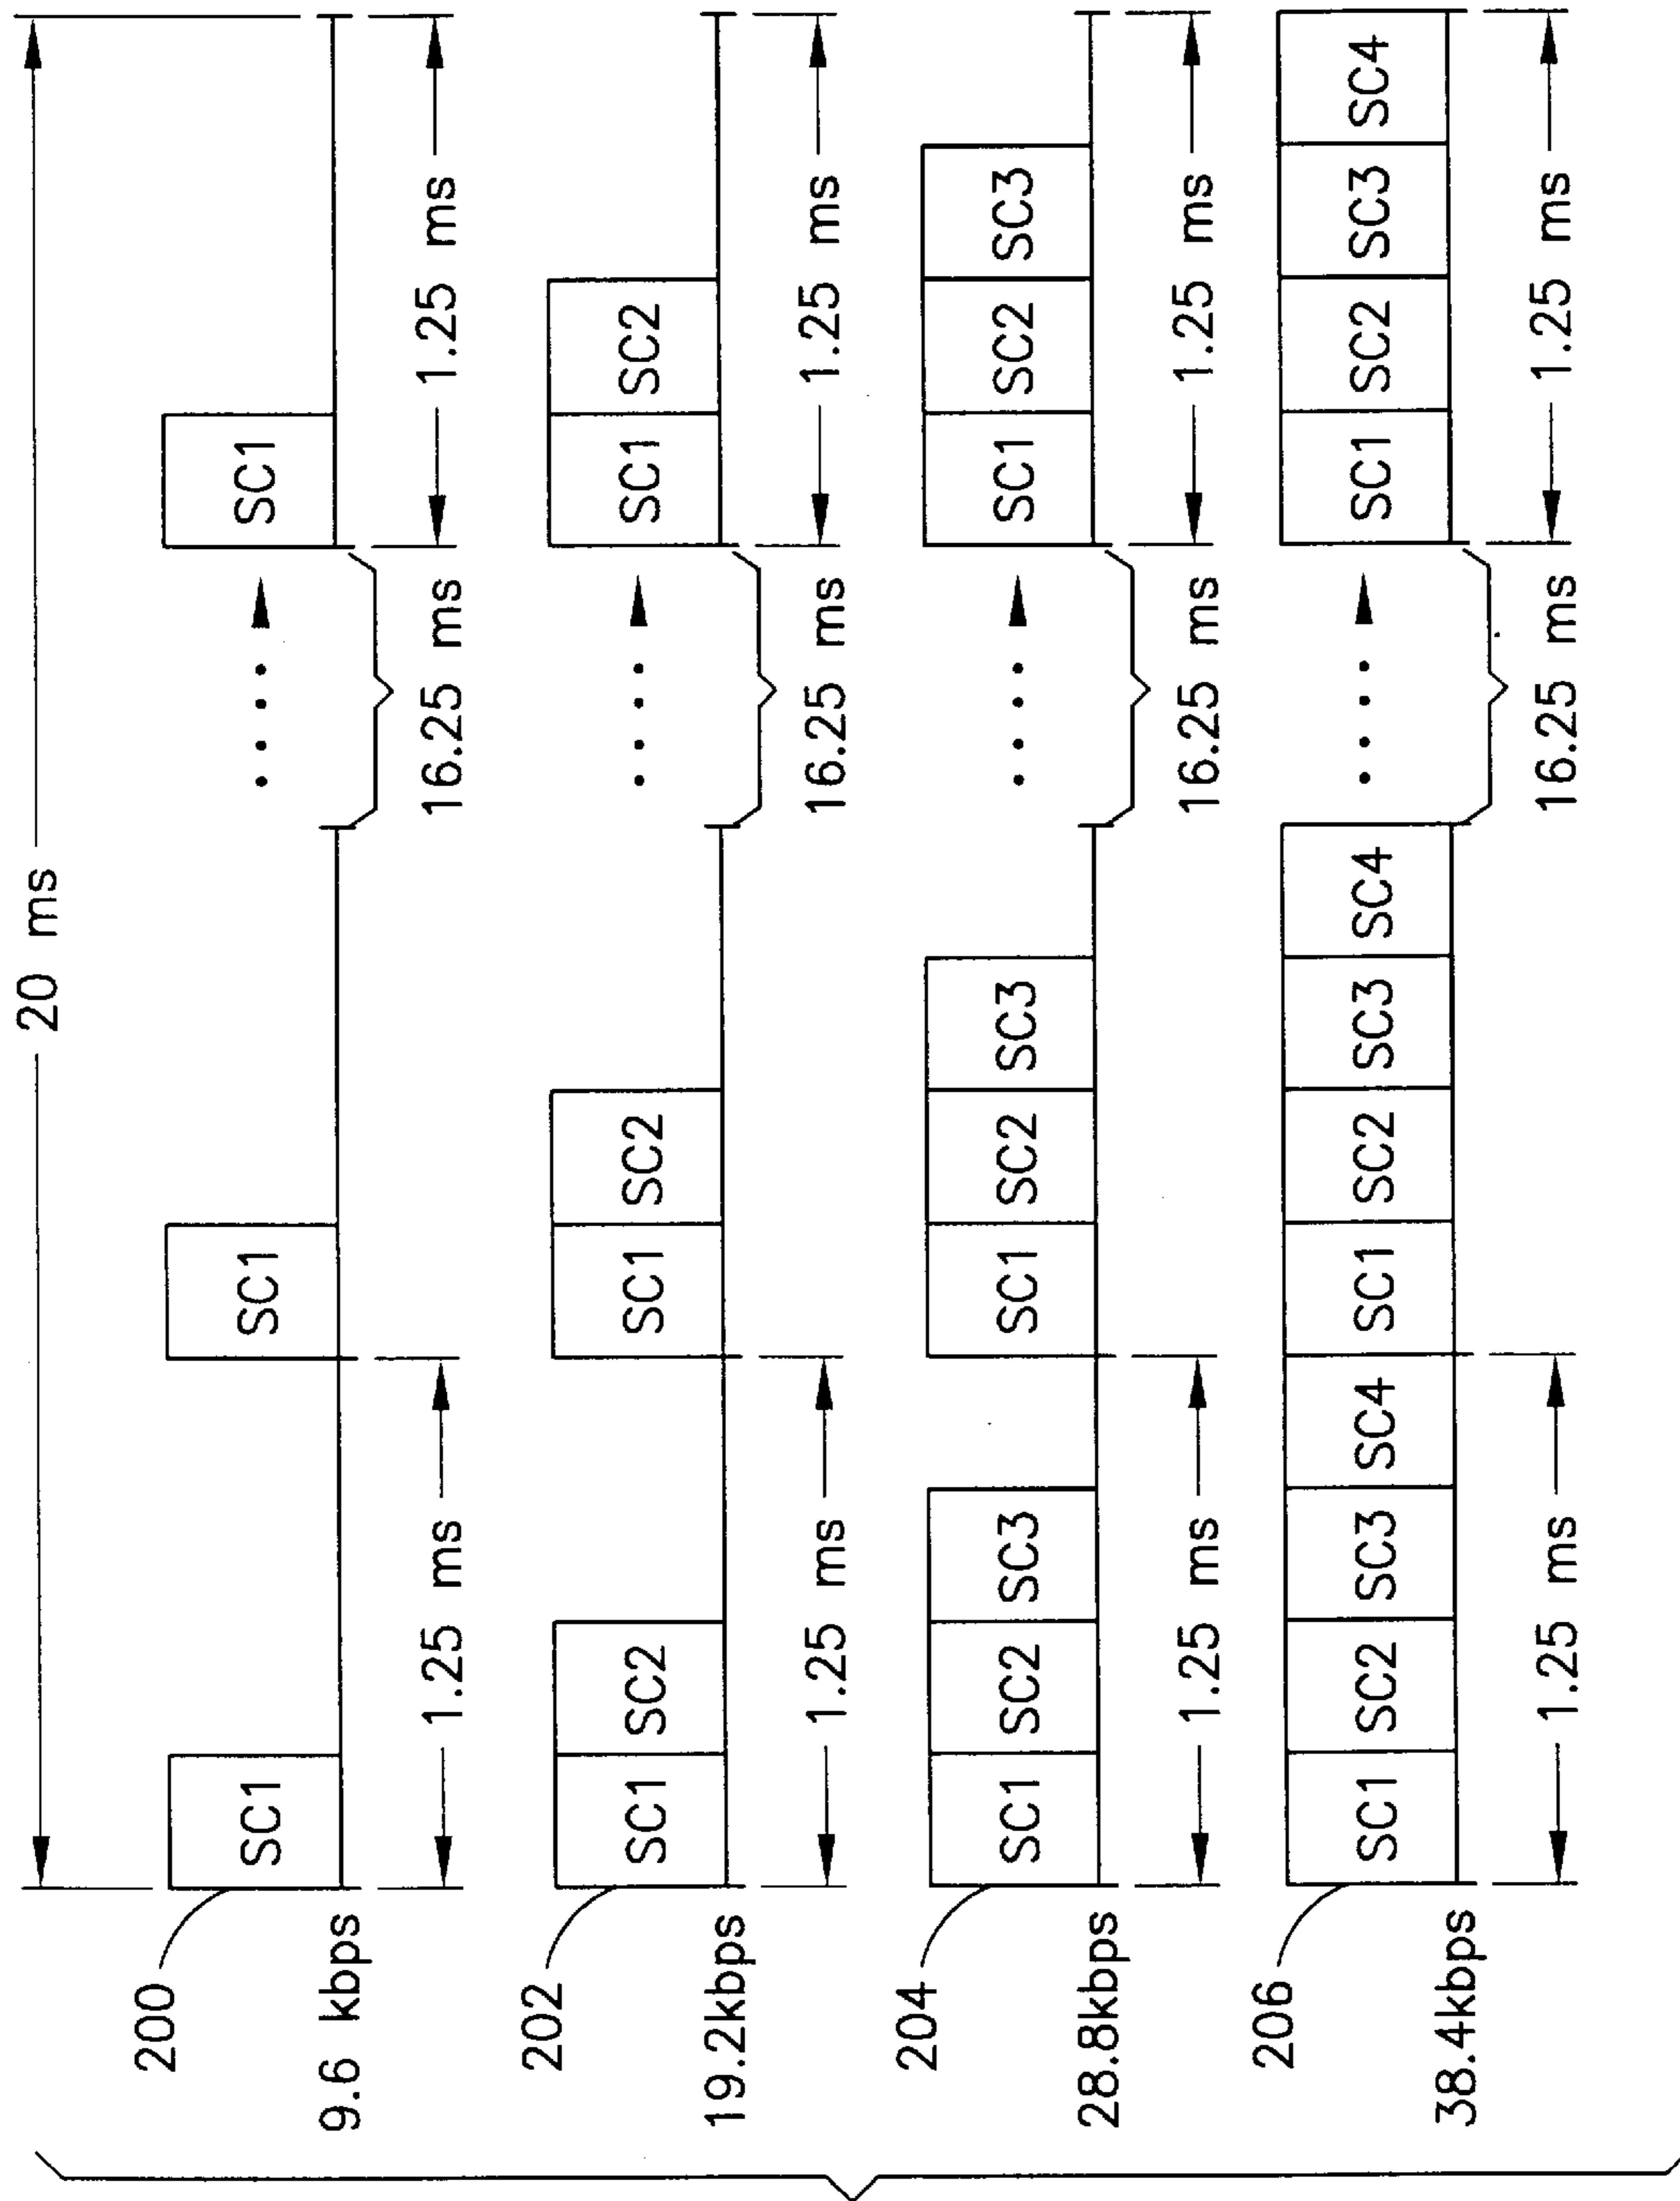 20 ms
200
9.6 kbps
SC1
SC1
SC1
1.25 ms
16.25 ms
1.25 ms
202
19.2kbps
SC1 SC2
SC1 SC2
SC1 SC2
1.25 ms
16.25 ms
1.25 ms
204
28.8kbps
SC1 SC2 SC3
SC1 SC2 SC3
SC1 SC2 SC3
1.25 ms
16.25 ms
1.25 ms
206
38.4kbps
SC1 SC2 SC3 SC4 SC1 SC2 SC3 SC4
SC1 SC2 SC3 SC4
1.25 ms
16.25 ms
1.25 ms